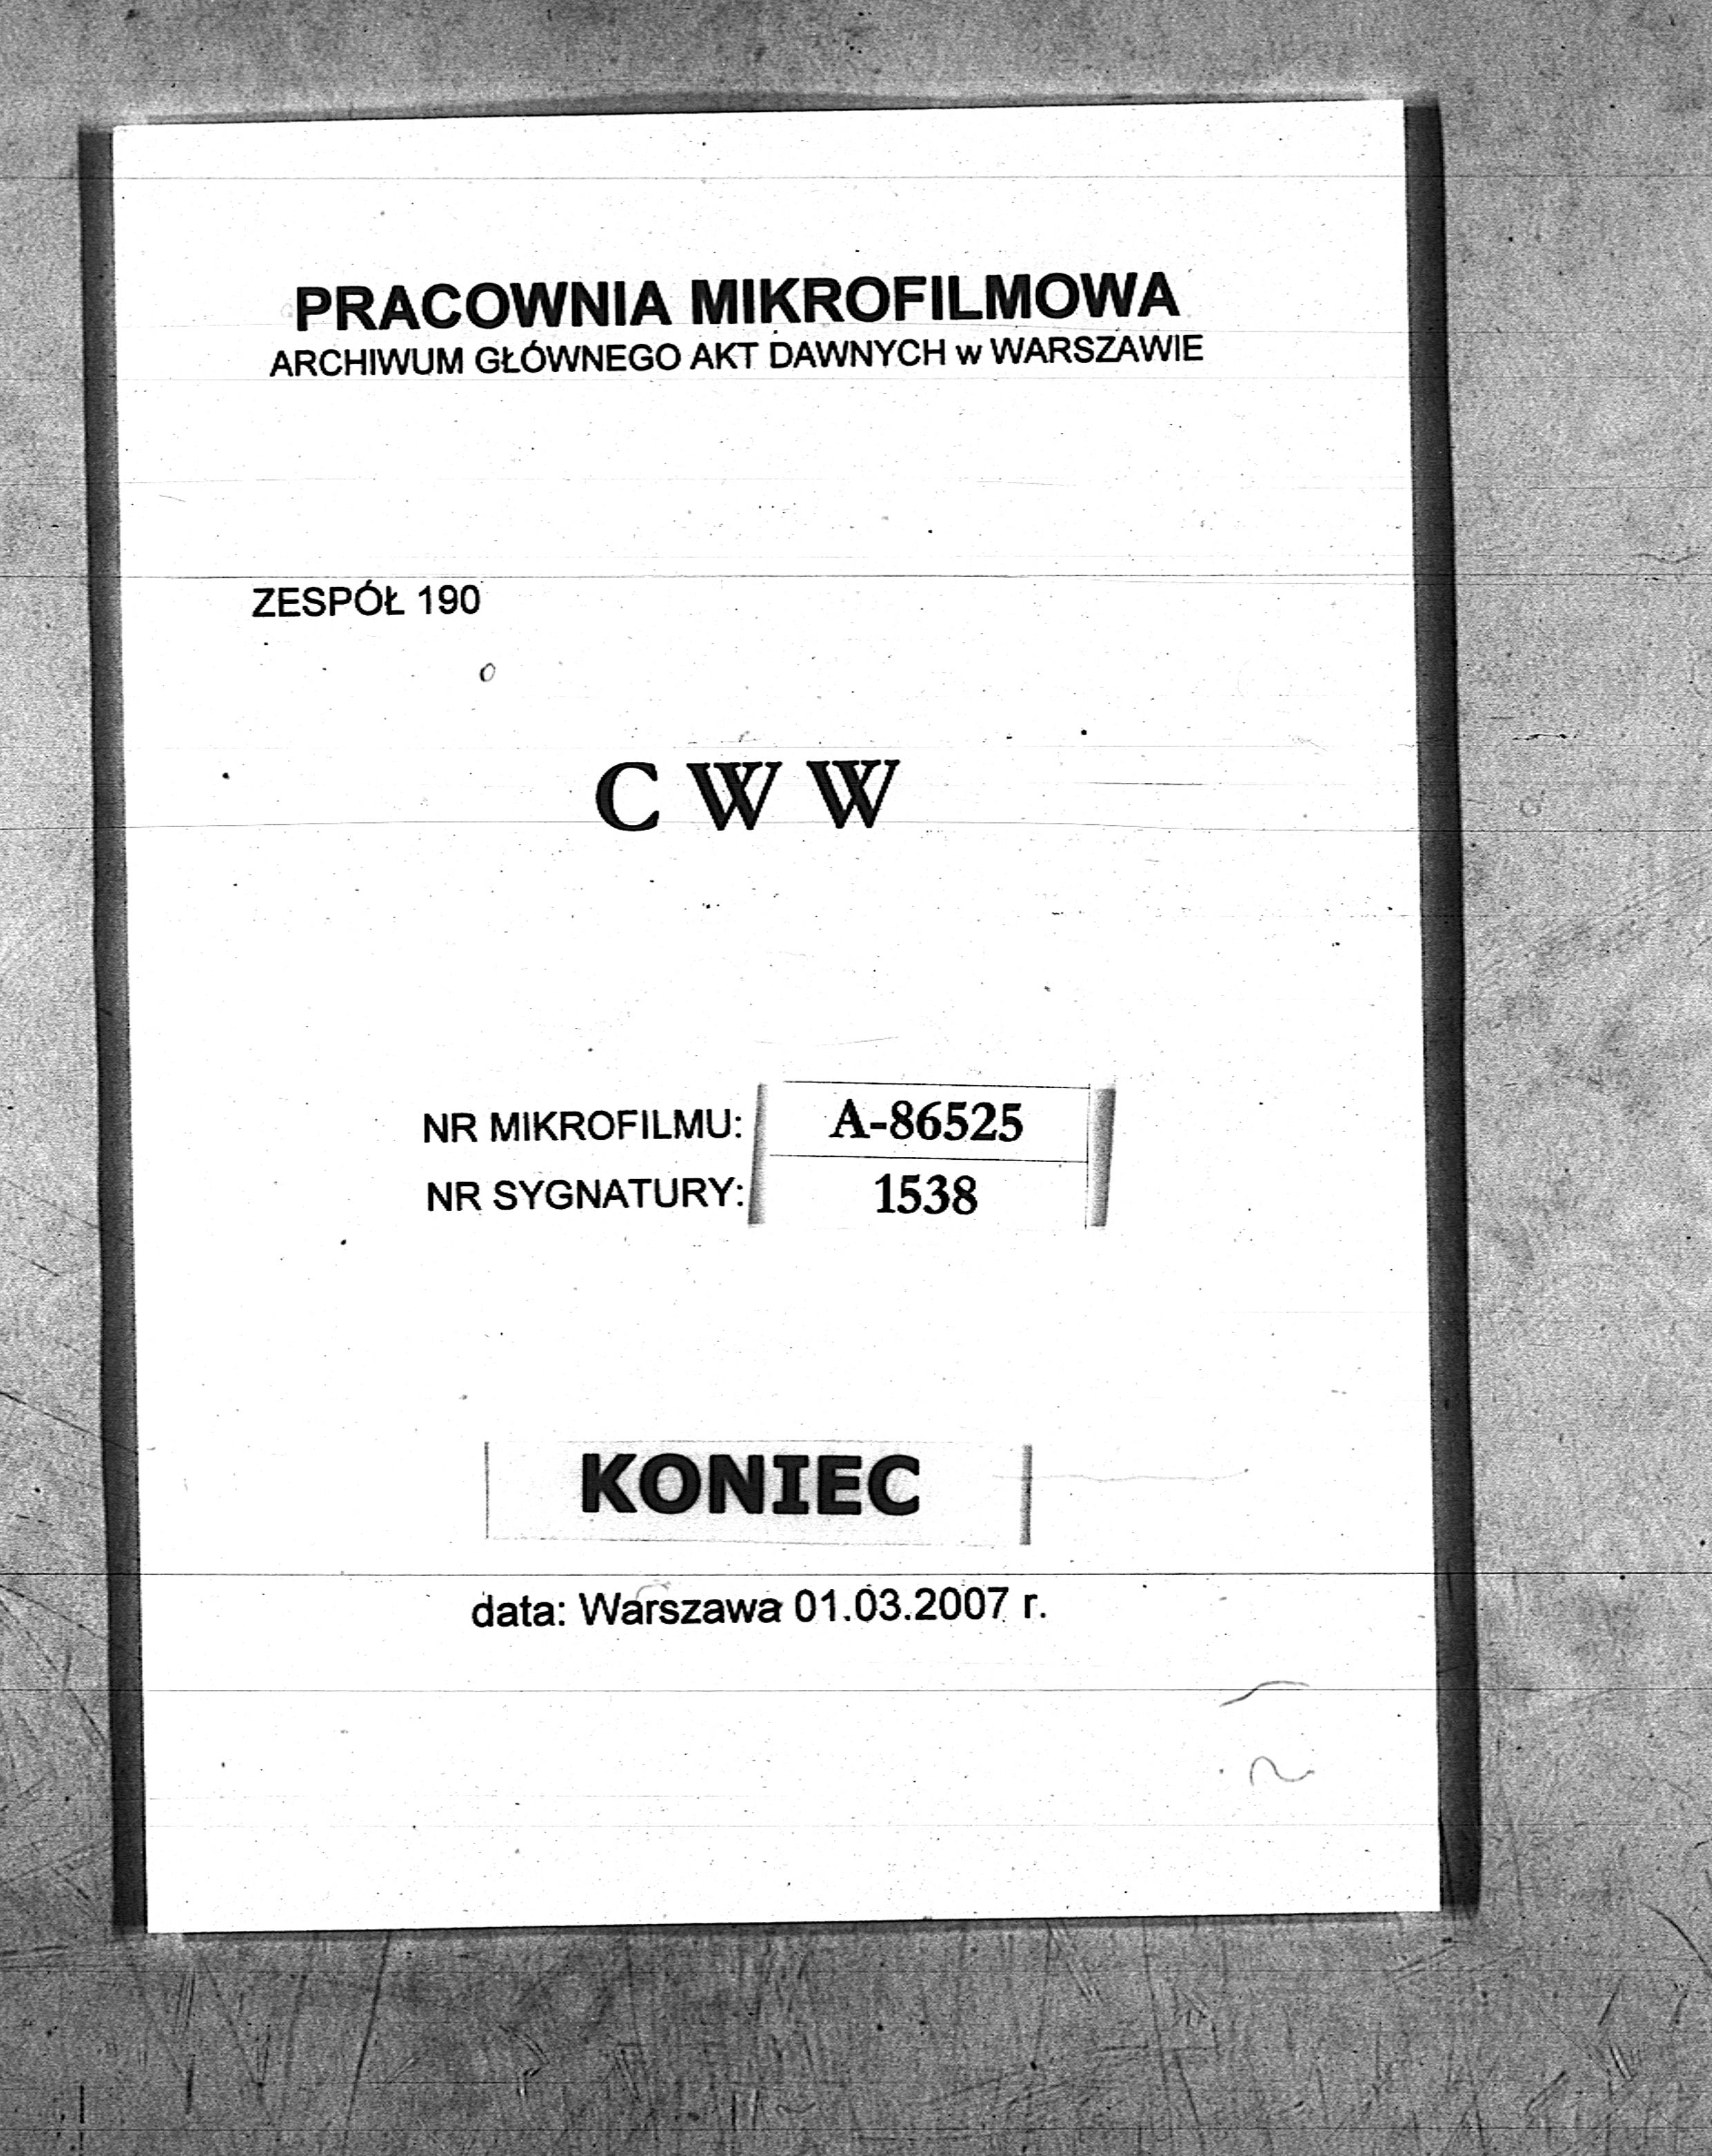 PRACOWNIA MIKROFILMOWA
ARCHIWUM GŁÓWNEGO AKT DAWNYCH w WARSZAWIE
ZESPÓŁ 190
C W W
NR MIKROFILMU: A-86525
NR SYGNATURY: 1538
KONIEC
data: Warszawa 01.03.2007 r.